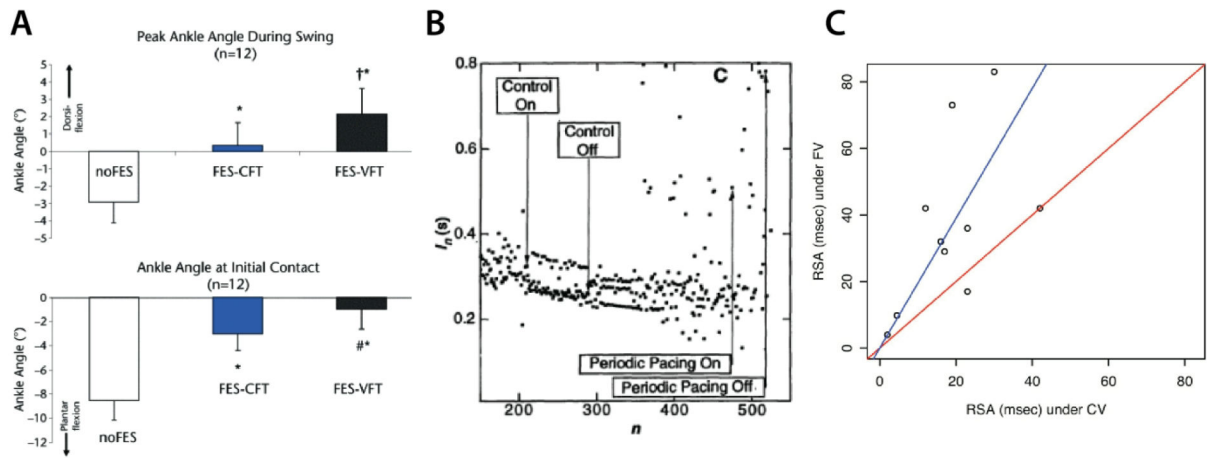 A
Peak Ankle Angle During Swing
(n=12)
Ankle Angle (°)
5
4
3
2
1
0
−1
−2
−3
−4
−5
Dorsi-
flexion
noFES
*
FES-CFT
†*
FES-VFT
Ankle Angle at Initial Contact
(n=12)
Ankle Angle (°)
0
−2
−4
−6
−8
−10
−12
Plantar
flexion
noFES
*
FES-CFT
#*
FES-VFT
B
C
0.8
0.6
0.4
0.2
In(s)
Control
On
Control
Off
Periodic Pacing On
Periodic Pacing Off
200
300
400
500
n
C
RSA (msec) under FV
80
60
40
20
0
0
20
40
60
80
RSA (msec) under CV